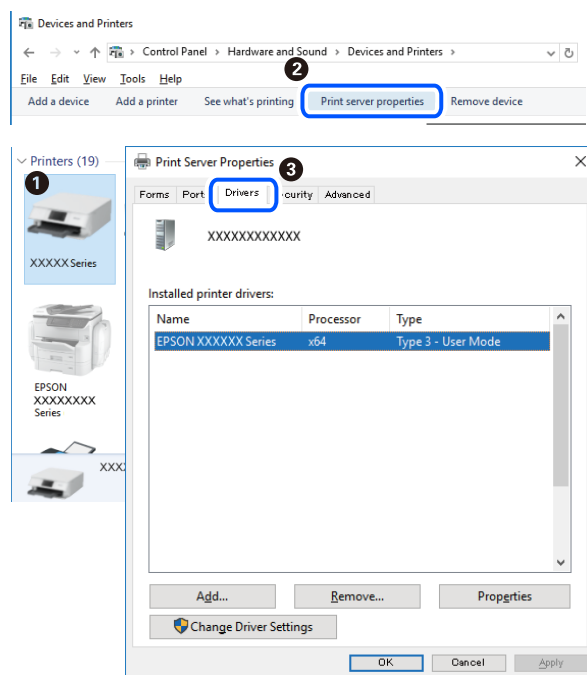 Devices and Printers
Control Panel > Hardware and Sound > Devices and Printers >
2
File Edit View Tools Help
Add a device Add a printer See what's printing Print server properties Remove device
Printers (19)
1
XXXXX Series
EPSON
XXXXXXXX
Series
XXX
Print Server Properties
3
Forms Port Drivers curity Advanced
XXXXXXXXXXXX
Installed printer drivers:
Name Processor Type
EPSON XXXXXX Series x64 Type 3 - User Mode
Add... Remove... Properties
Change Driver Settings
OK Cancel Apply